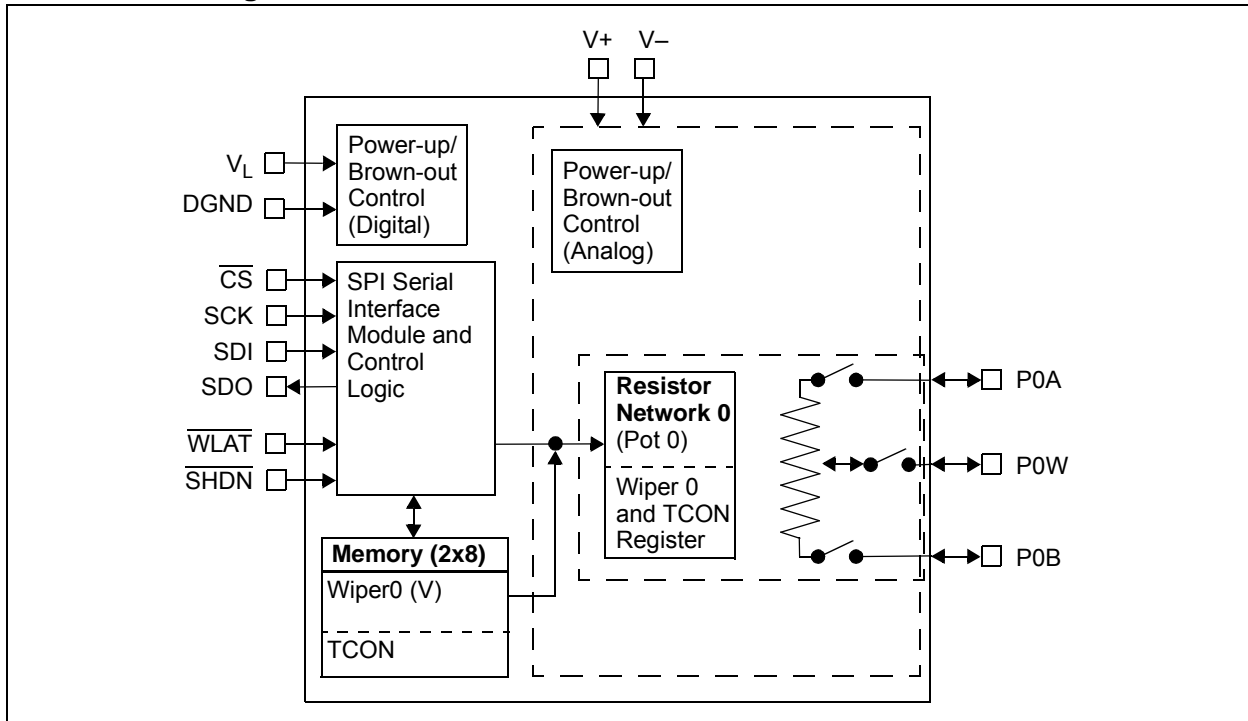 V+ V–
Power-up/
Brown-out
Control
(Digital)
Power-up/
Brown-out
Control
(Analog)
VL
DGND
CS
SCK
SDI
SDO
WLAT
SHDN
SPI Serial
Interface
Module and
Control
Logic
Memory (2x8)
Wiper0 (V)
TCON
Resistor
Network 0
(Pot 0)
Wiper 0
and TCON
Register
P0A
P0W
P0B